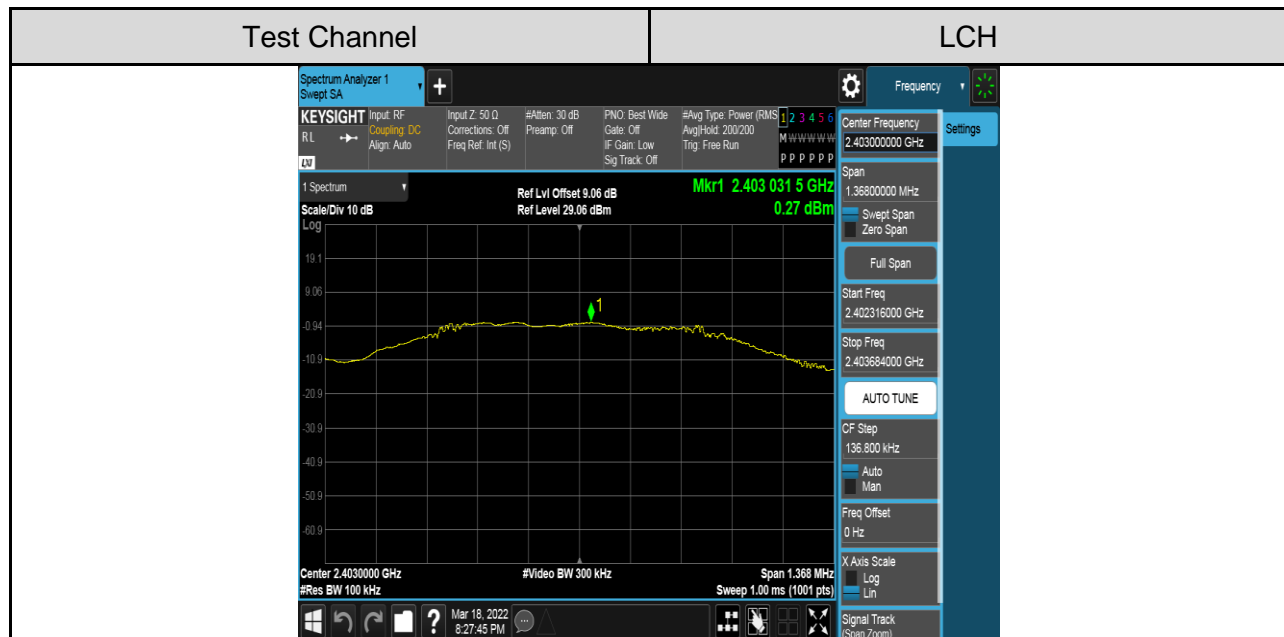 Test Channel LCH
Spectrum Analyzer 1
Swept SA
+
Frequency
KEYSIGHT Input: RF Input Z: 50 Ω #Atten: 30 dB PNO: Best Wide #Avg Type: Power (RMS 1 2 3 4 5 6
RL Coupling: DC Corrections: Off Preamp: Off Gate: Off Avg|Hold: 200/200 M W W W W W
Align: Auto Freq Ref: Int (S) IF Gain: Low Trig: Free Run
LXI Sig Track: Off P P P P P P
1 Spectrum
Scale/Div 10 dB
Log
Ref Lvl Offset 9.06 dB
Ref Level 29.06 dBm
Mkr1 2.403 031 5 GHz
0.27 dBm
19.1
9.06
-0.94
-10.9
-20.9
-30.9
-40.9
-50.9
-60.9
1
Center 2.4030000 GHz #Video BW 300 kHz Span 1.368 MHz
#Res BW 100 kHz Sweep 1.00 ms (1001 pts)
? Mar 18, 2022
8:27:45 PM
Center Frequency
2.403000000 GHz
Settings
Span
1.36800000 MHz
Swept Span
Zero Span
Full Span
Start Freq
2.402316000 GHz
Stop Freq
2.403684000 GHz
AUTO TUNE
CF Step
136.800 kHz
Auto
Man
Freq Offset
0 Hz
X Axis Scale
Log
Lin
Signal Track
(Span Zoom)